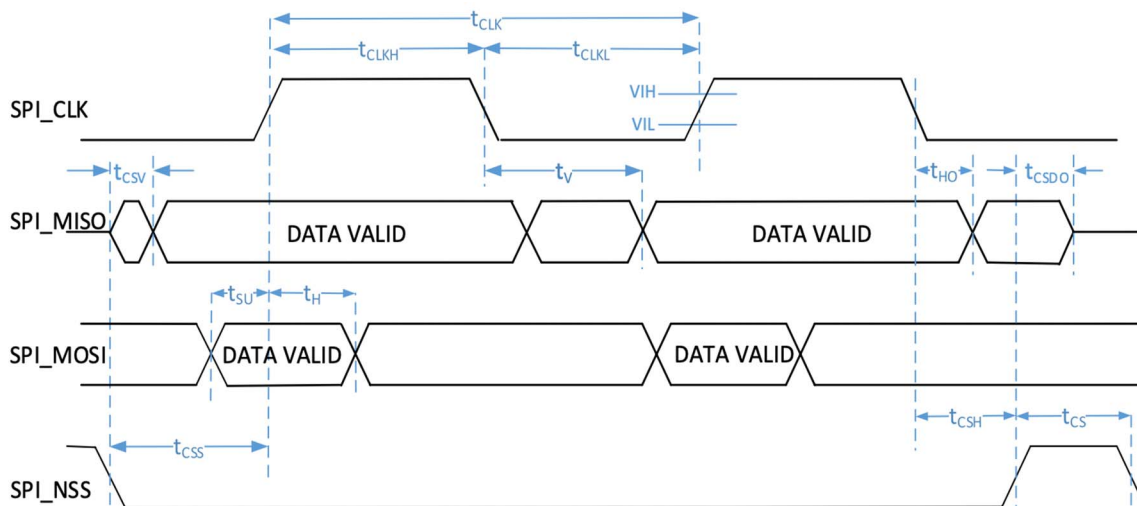 tCLK
tCLKH tCLKL
SPI_CLK
VIH
VIL
tCSV tV tHO tCSDO
SPI_MISO DATA VALID DATA VALID
tSU tH
SPI_MOSI DATA VALID DATA VALID
tCSS tCSH tCS
SPI_NSS